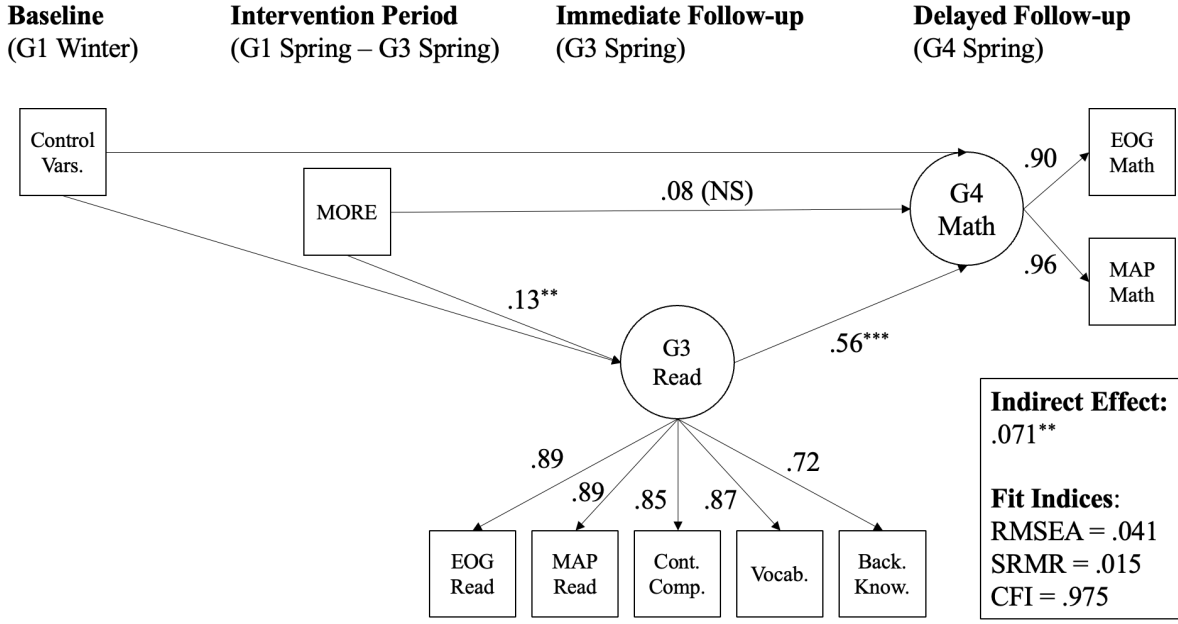 Baseline
(G1 Winter)
Intervention Period
(G1 Spring – G3 Spring)
Immediate Follow-up
(G3 Spring)
Delayed Follow-up
(G4 Spring)
Control
Vars.
MORE
.08 (NS)
G4
Math
.90
EOG
Math
.96
MAP
Math
.13**
G3
Read
.56***
.89
.89
.85
.87
.72
EOG
Read
MAP
Read
Cont.
Comp.
Vocab.
Back.
Know.
Indirect Effect:
.071**
Fit Indices:
RMSEA = .041
SRMR = .015
CFI = .975